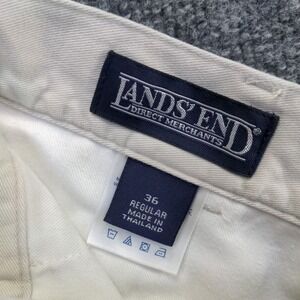 LANDS' END®
DIRECT MERCHANTS
36
REGULAR
MADE IN
THAILAND